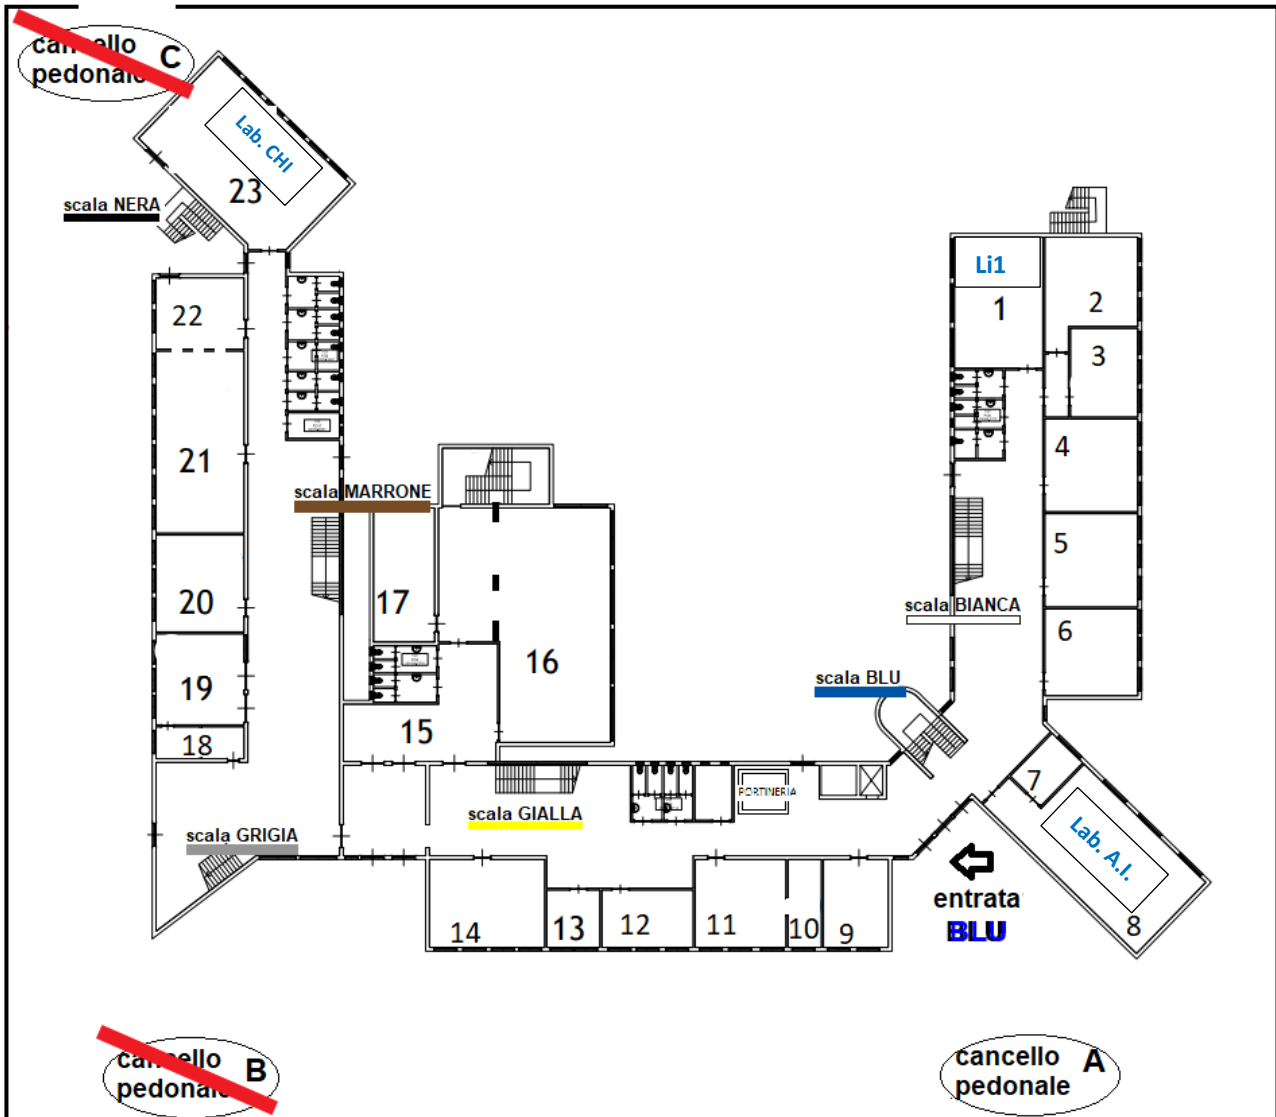 cancello C
pedonale
Lab. CHI
23
scala NERA
22
21
20
19
18
scala MARRONE
17
16
15
scala GIALLA
scala GRIGIA
Li1
1
2
3
4
5
6
scala BIANCA
scala BLU
7
PORTINERIA
Lab. A.I.
8
entrata
BLU
14
13
12
11
10
9
cancello B
pedonale
cancello A
pedonale